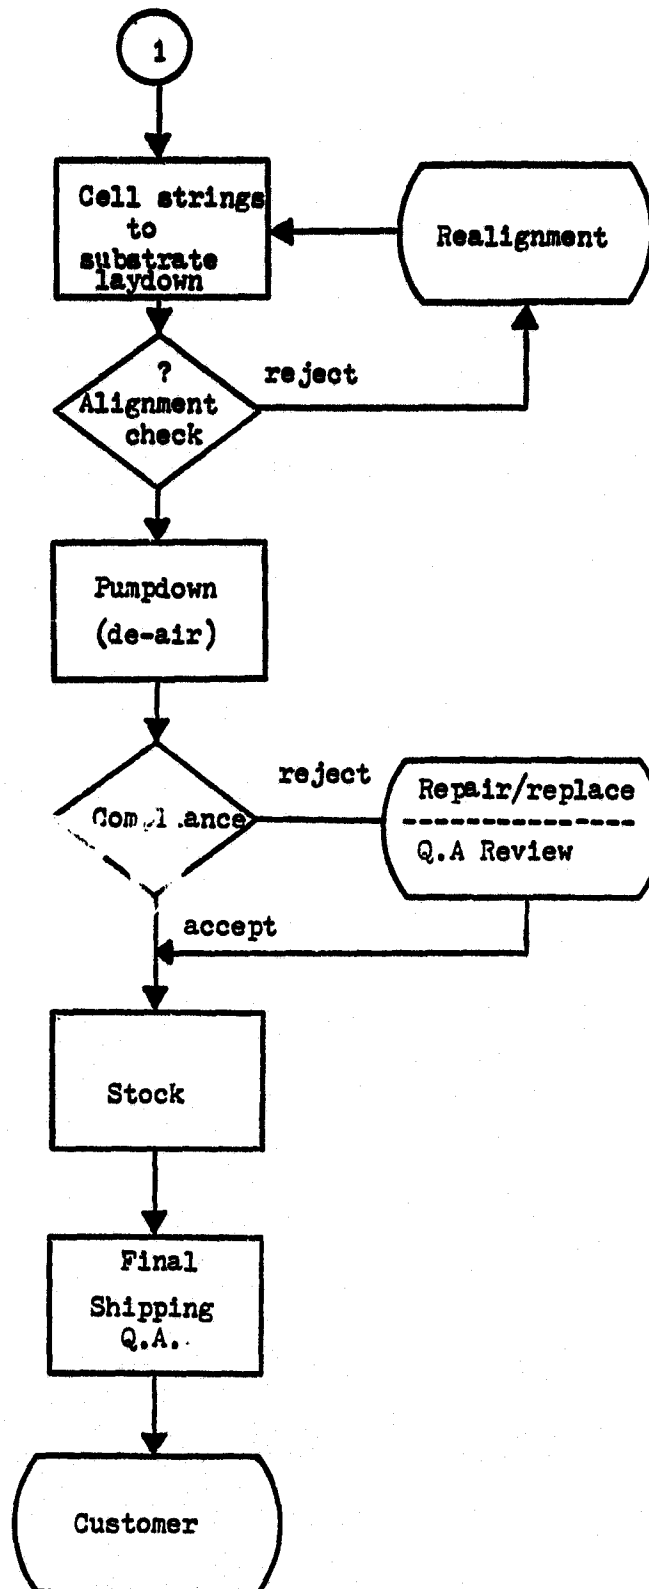 1
Cell strings
to
substrate
laydown
Realignment
?
Alignment
check
reject
Pumpdown
(de-air)
reject
Repair/replace
Q.A Review
accept
Stock
Final
Shipping
Q.A.
Customer